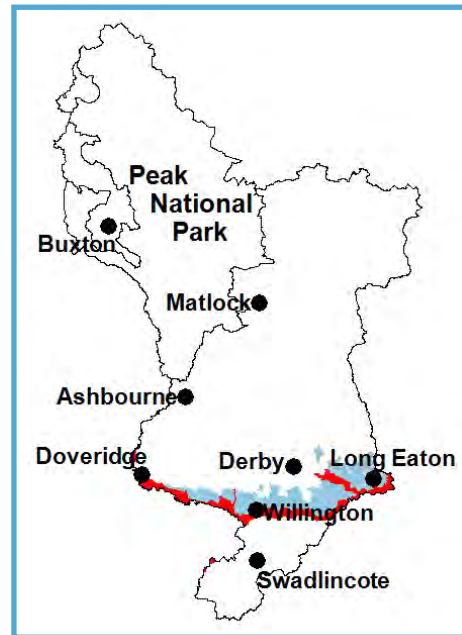 Peak
National
Park
Buxton
Matlock
Ashbourne
Doveridge
Derby
Long Eaton
Willington
Swadlincote